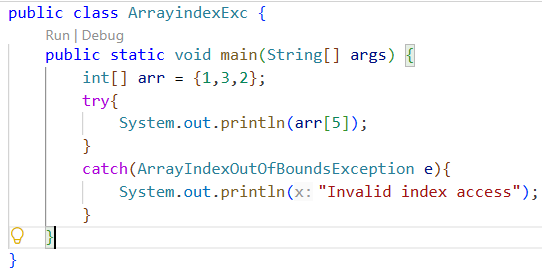 public class ArrayindexExc {
Run | Debug
public static void main(String[] args) {
int[] arr = {1,3,2};
try{
System.out.println(arr[5]);
}
catch(ArrayIndexOutOfBoundsException e){
System.out.println(x: "Invalid index access");
}
}
}